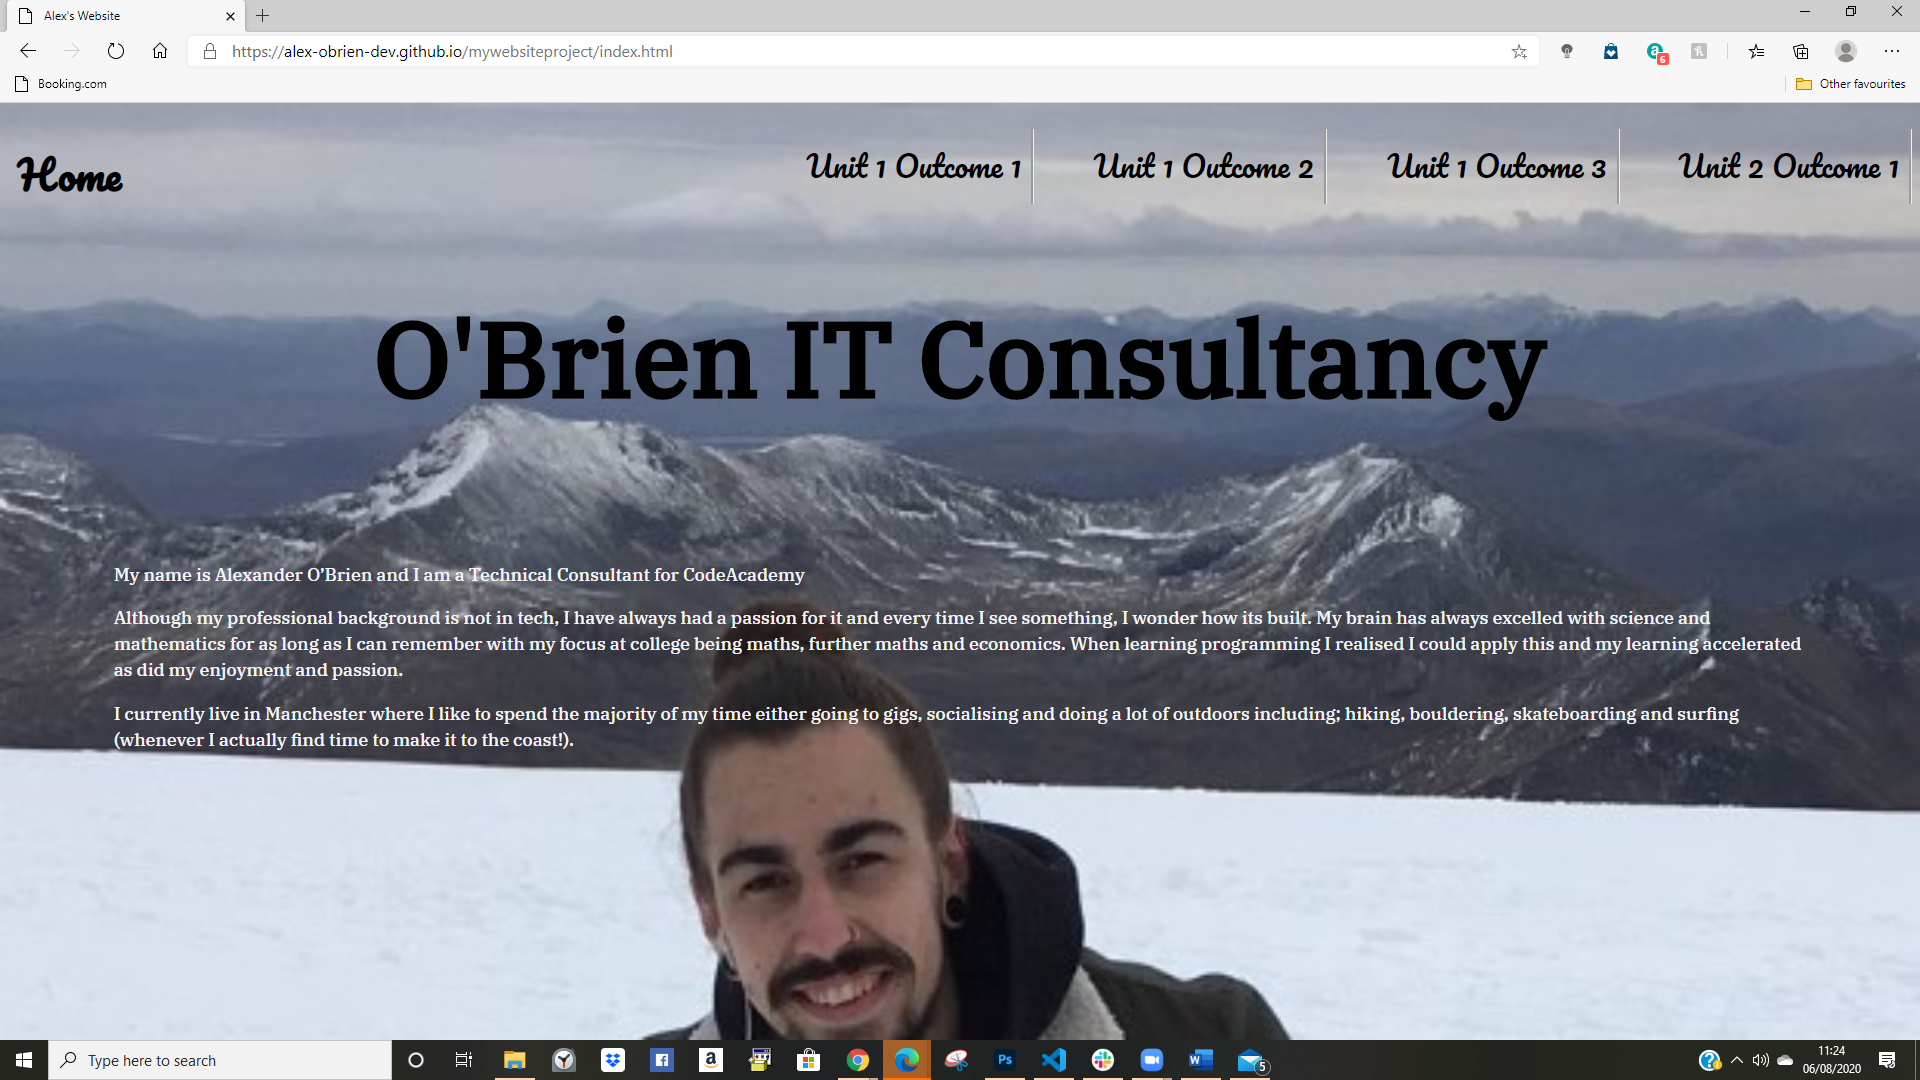 Alex's Website
https://alex-obrien-dev.github.io/mywebsiteproject/index.html
6
Booking.com
Other favourites
Home
Unit 1 Outcome 1
Unit 1 Outcome 2
Unit 1 Outcome 3
Unit 2 Outcome 1
O'Brien IT Consultancy
My name is Alexander O'Brien and I am a Technical Consultant for CodeAcademy
Although my professional background is not in tech, I have always had a passion for it and every time I see something, I wonder how its built. My brain has always excelled with science and
mathematics for as long as I can remember with my focus at college being maths, further maths and economics. When learning programming I realised I could apply this and my learning accelerated
as did my enjoyment and passion.
I currently live in Manchester where I like to spend the majority of my time either going to gigs, socialising and doing a lot of outdoors including; hiking, bouldering, skateboarding and surfing
(whenever I actually find time to make it to the coast!).
Type here to search
Ps
5
11:24
06/08/2020